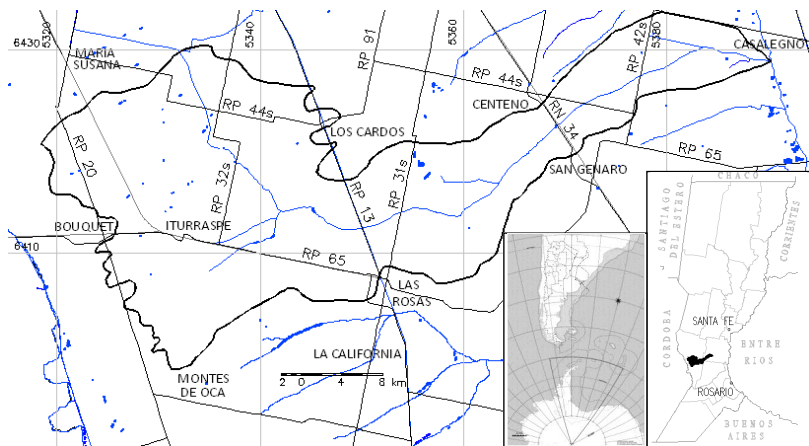 5320
5340
5360
5380
6430
MARIA
SUSANA
RP 91
RP 42s
CASALEGNO
RP 44s
RP 44s
CENTENO
LOS CARDOS
RN 34
RP 20
RP 32s
RP 31s
SAN GENARO
RP 65
RP 13
BOUQUET
ITURRASPE
6410
RP 65
LAS
ROSAS
LA CALIFORNIA
MONTES
DE OCA
2 0 4 8 km
CHACO
SANTIAGO
DEL ESTERO
CORRIENTES
SANTA FE
CORDOBA
ENTRE
RIOS
ROSARIO
BUENOS
AIRES